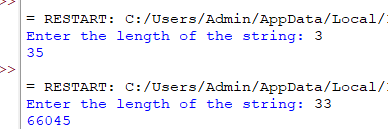 >>
= RESTART: C:/Users/Admin/AppData/Local/
Enter the length of the string: 3
35
>>
= RESTART: C:/Users/Admin/AppData/Local/
Enter the length of the string: 33
66045